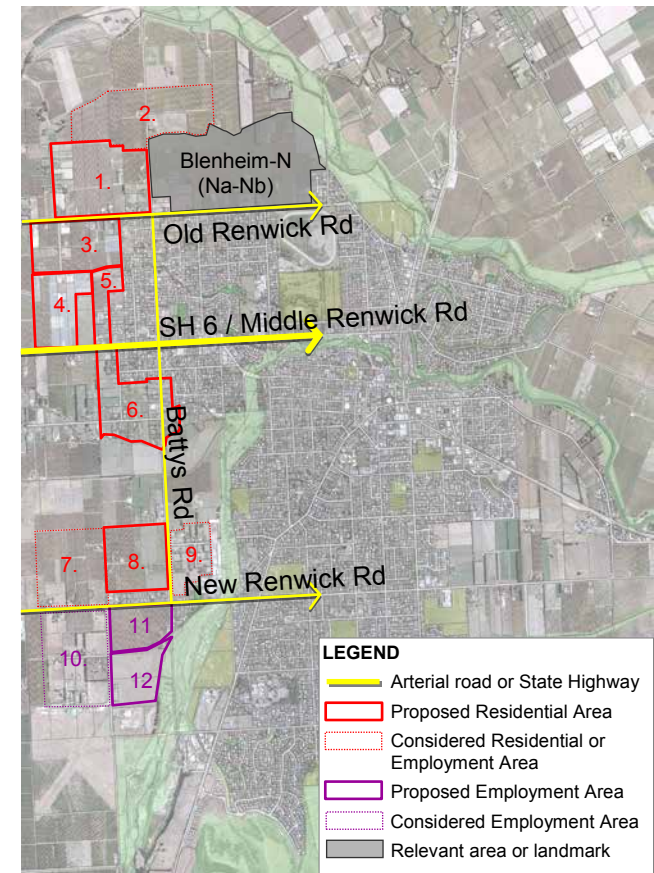 2.
Blenheim-N
(Na-Nb)
1.
Old Renwick Rd
3.
5.
4.
SH 6 / Middle Renwick Rd
6.
Battys Rd
7.
8.
9.
New Renwick Rd
11
10.
12
LEGEND
Arterial road or State Highway
Proposed Residential Area
Considered Residential or
Employment Area
Proposed Employment Area
Considered Employment Area
Relevant area or landmark